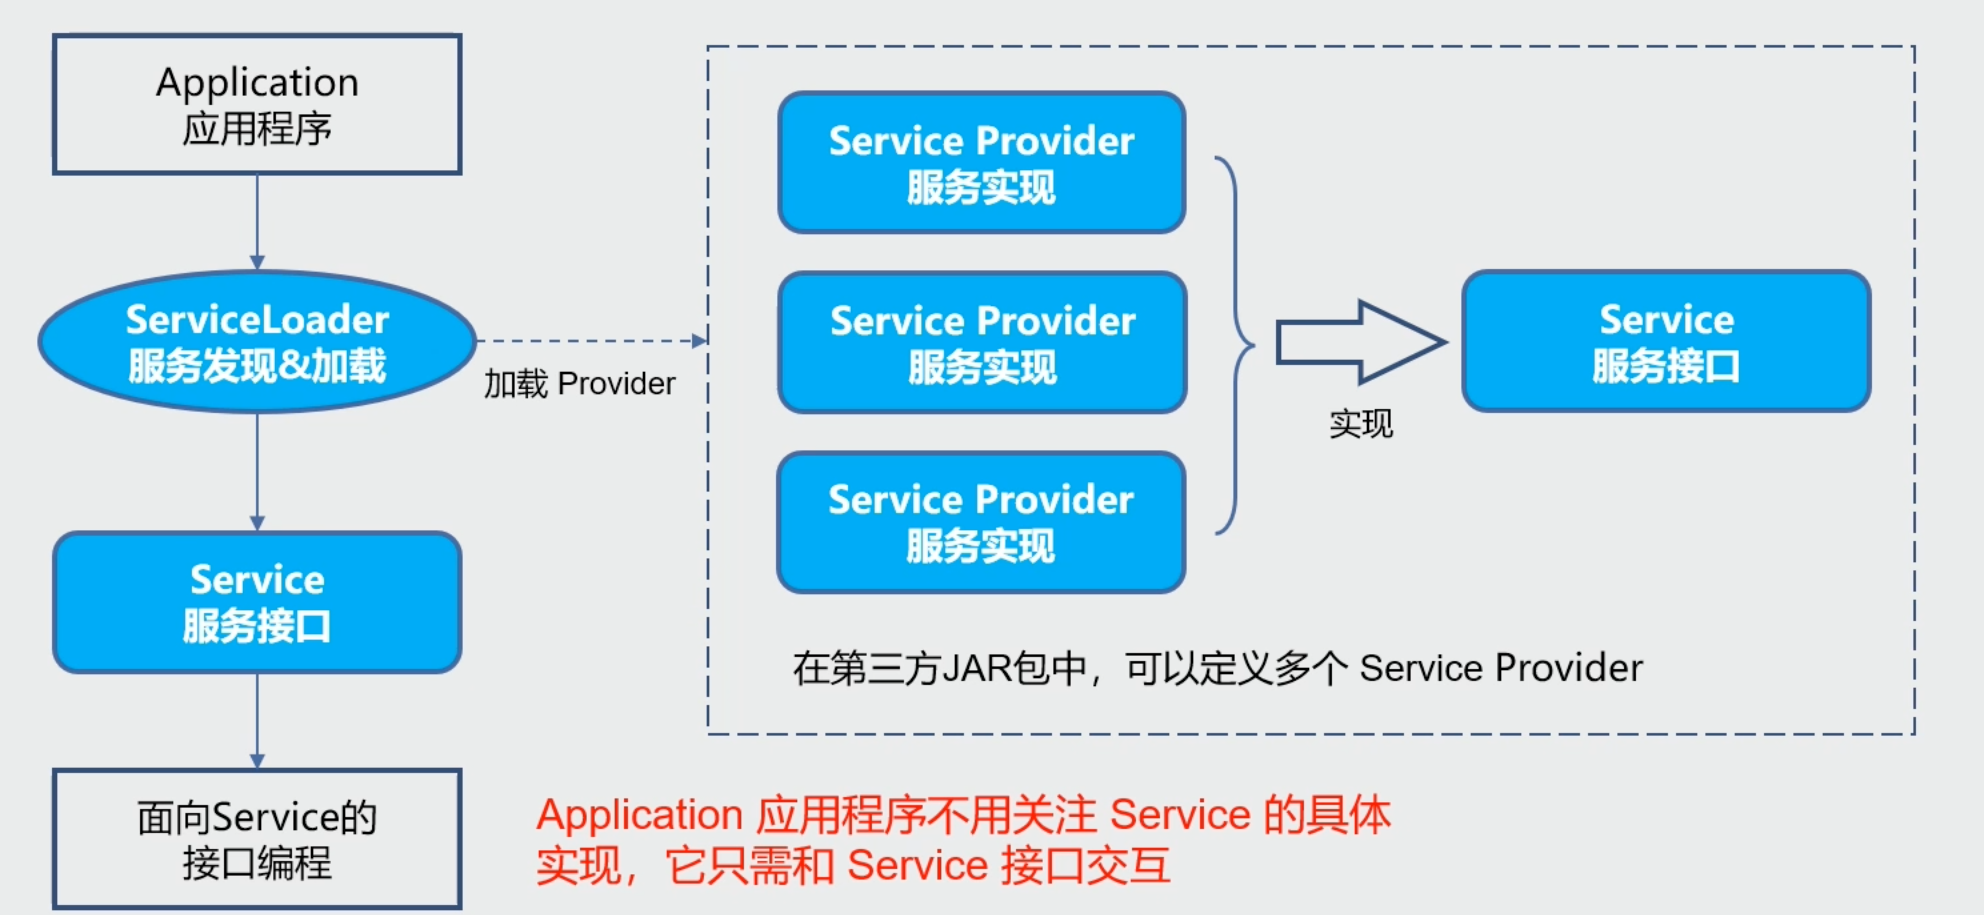 Application
应用程序
ServiceLoader
服务发现&加载
加载 Provider
Service
服务接口
面向Service的
接口编程
Service Provider
服务实现
Service Provider
服务实现
Service Provider
服务实现
实现
Service
服务接口
在第三方JAR包中，可以定义多个 Service Provider
Application 应用程序不用关注 Service 的具体
实现，它只需和 Service 接口交互